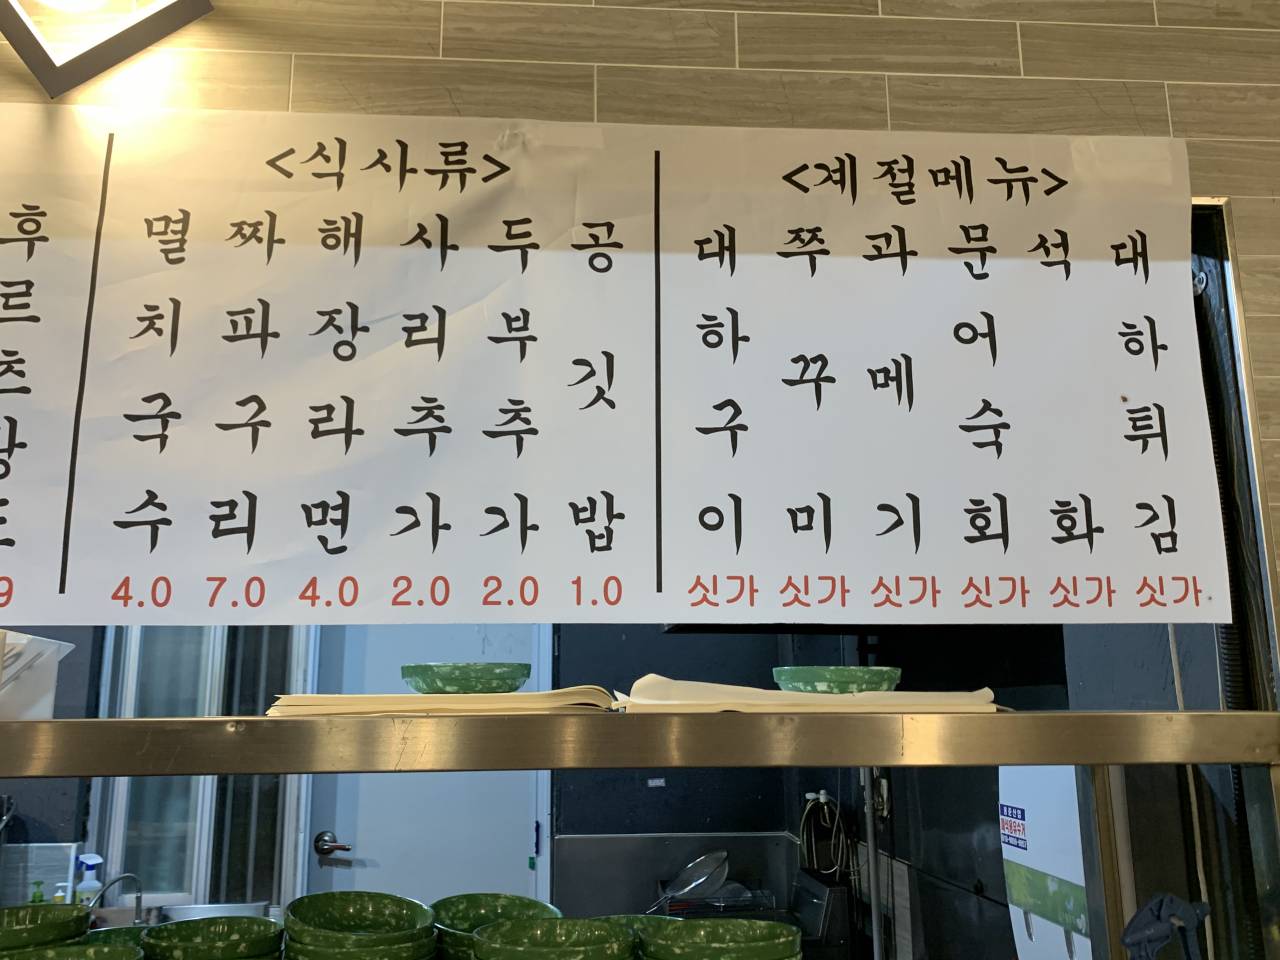 <식사류>
멸치국수 4.0
짜파구리 7.0
해장라면 4.0
사리추가 2.0
두부추가 2.0
공깃밥 1.0
<계절메뉴>
대하구이 싯가
쭈꾸미 싯가
과메기 싯가
문어숙회 싯가
석화 싯가
대하튀김 싯가
후르츠황도
9